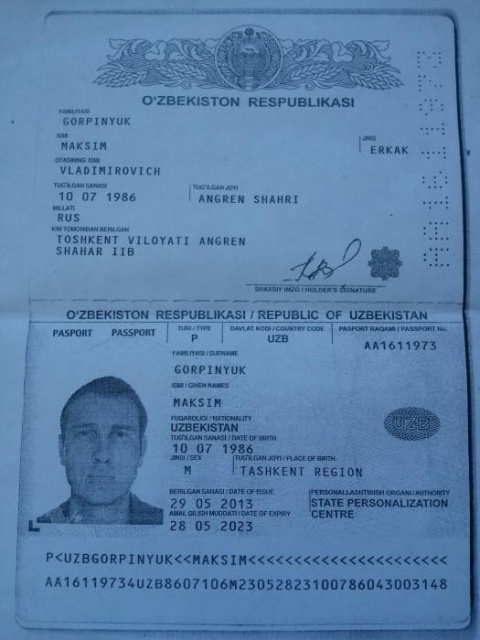 O'ZBEKISTON RESPUBLIKASI
FAMILIYASI
GORPINYUK
ISMI
MAKSIM
JINSI
ERKAK
OTASINING ISMI
VLADIMIROVICH
TUG'ILGAN SANASI
10 07 1986
TUG'ILGAN JOYI
ANGREN SHAHRI
MILLATI
RUS
KIM TOMONIDAN BERILGAN
TOSHKENT VILOYATI ANGREN
SHAHAR IIB
SHAXSIY IMZO / HOLDER'S SIGNATURE
O'ZBEKISTON RESPUBLIKASI / REPUBLIC OF UZBEKISTAN
PASPORT PASSPORT
TURI / TYPE
P
DAVLAT KODI / COUNTRY CODE
UZB
PASPORT RAQAMI / PASSPORT No.
AA1611973
FAMILIYASI / SURNAME
GORPINYUK
ISMI / GIVEN NAMES
MAKSIM
FUQAROLIGI / NATIONALITY
UZBEKISTAN
UZB
TUG'ILGAN SANASI / DATE OF BIRTH
10 07 1986
JINSI / SEX
M
TUG'ILGAN JOYI / PLACE OF BIRTH
TASHKENT REGION
BERILGAN SANASI / DATE OF ISSUE
29 05 2013
PERSONALLASHTIRISH ORGANI / AUTHORITY
STATE PERSONALIZATION
CENTRE
AMAL QILISH MUDDATI / DATE OF EXPIRY
28 05 2023
P<UZBGORPINYUK<<MAKSIM<<<<<<<<<<<<<<<<<<<<<<
AA16119734UZB8607106M23052823100786043003148